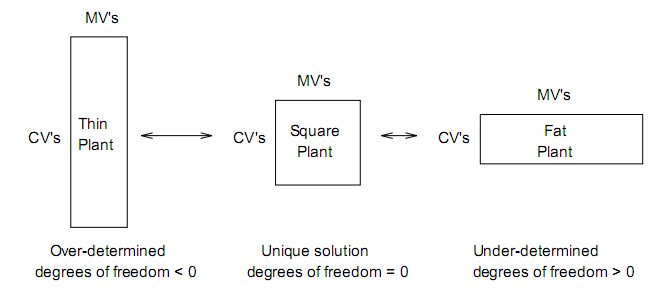 MV's
CV's
Thin
Plant
MV's
CV's
Square
Plant
MV's
CV's
Fat
Plant
Over-determined
degrees of freedom < 0
Unique solution
degrees of freedom = 0
Under-determined
degrees of freedom > 0